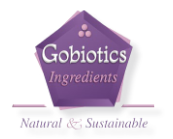 Gobiotics
Ingredients
Natural & Sustainable